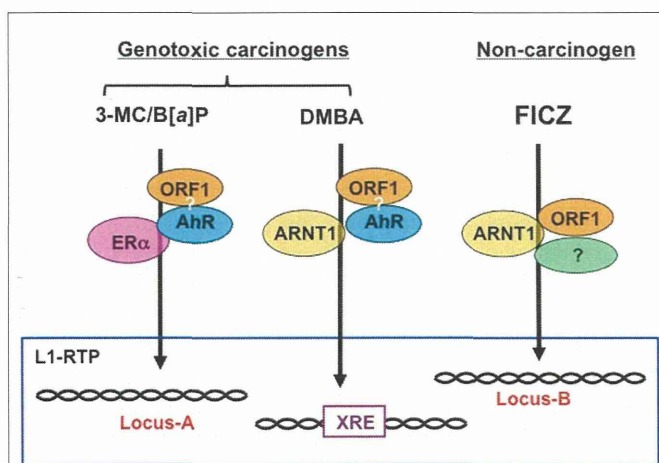 Genotoxic carcinogens
Non-carcinogen
3-MC/B[a]P
DMBA
FICZ
ORF1
?
AhR
ERα
ORF1
?
AhR
ARNT1
ARNT1
ORF1
?
L1-RTP
Locus-A
XRE
Locus-B